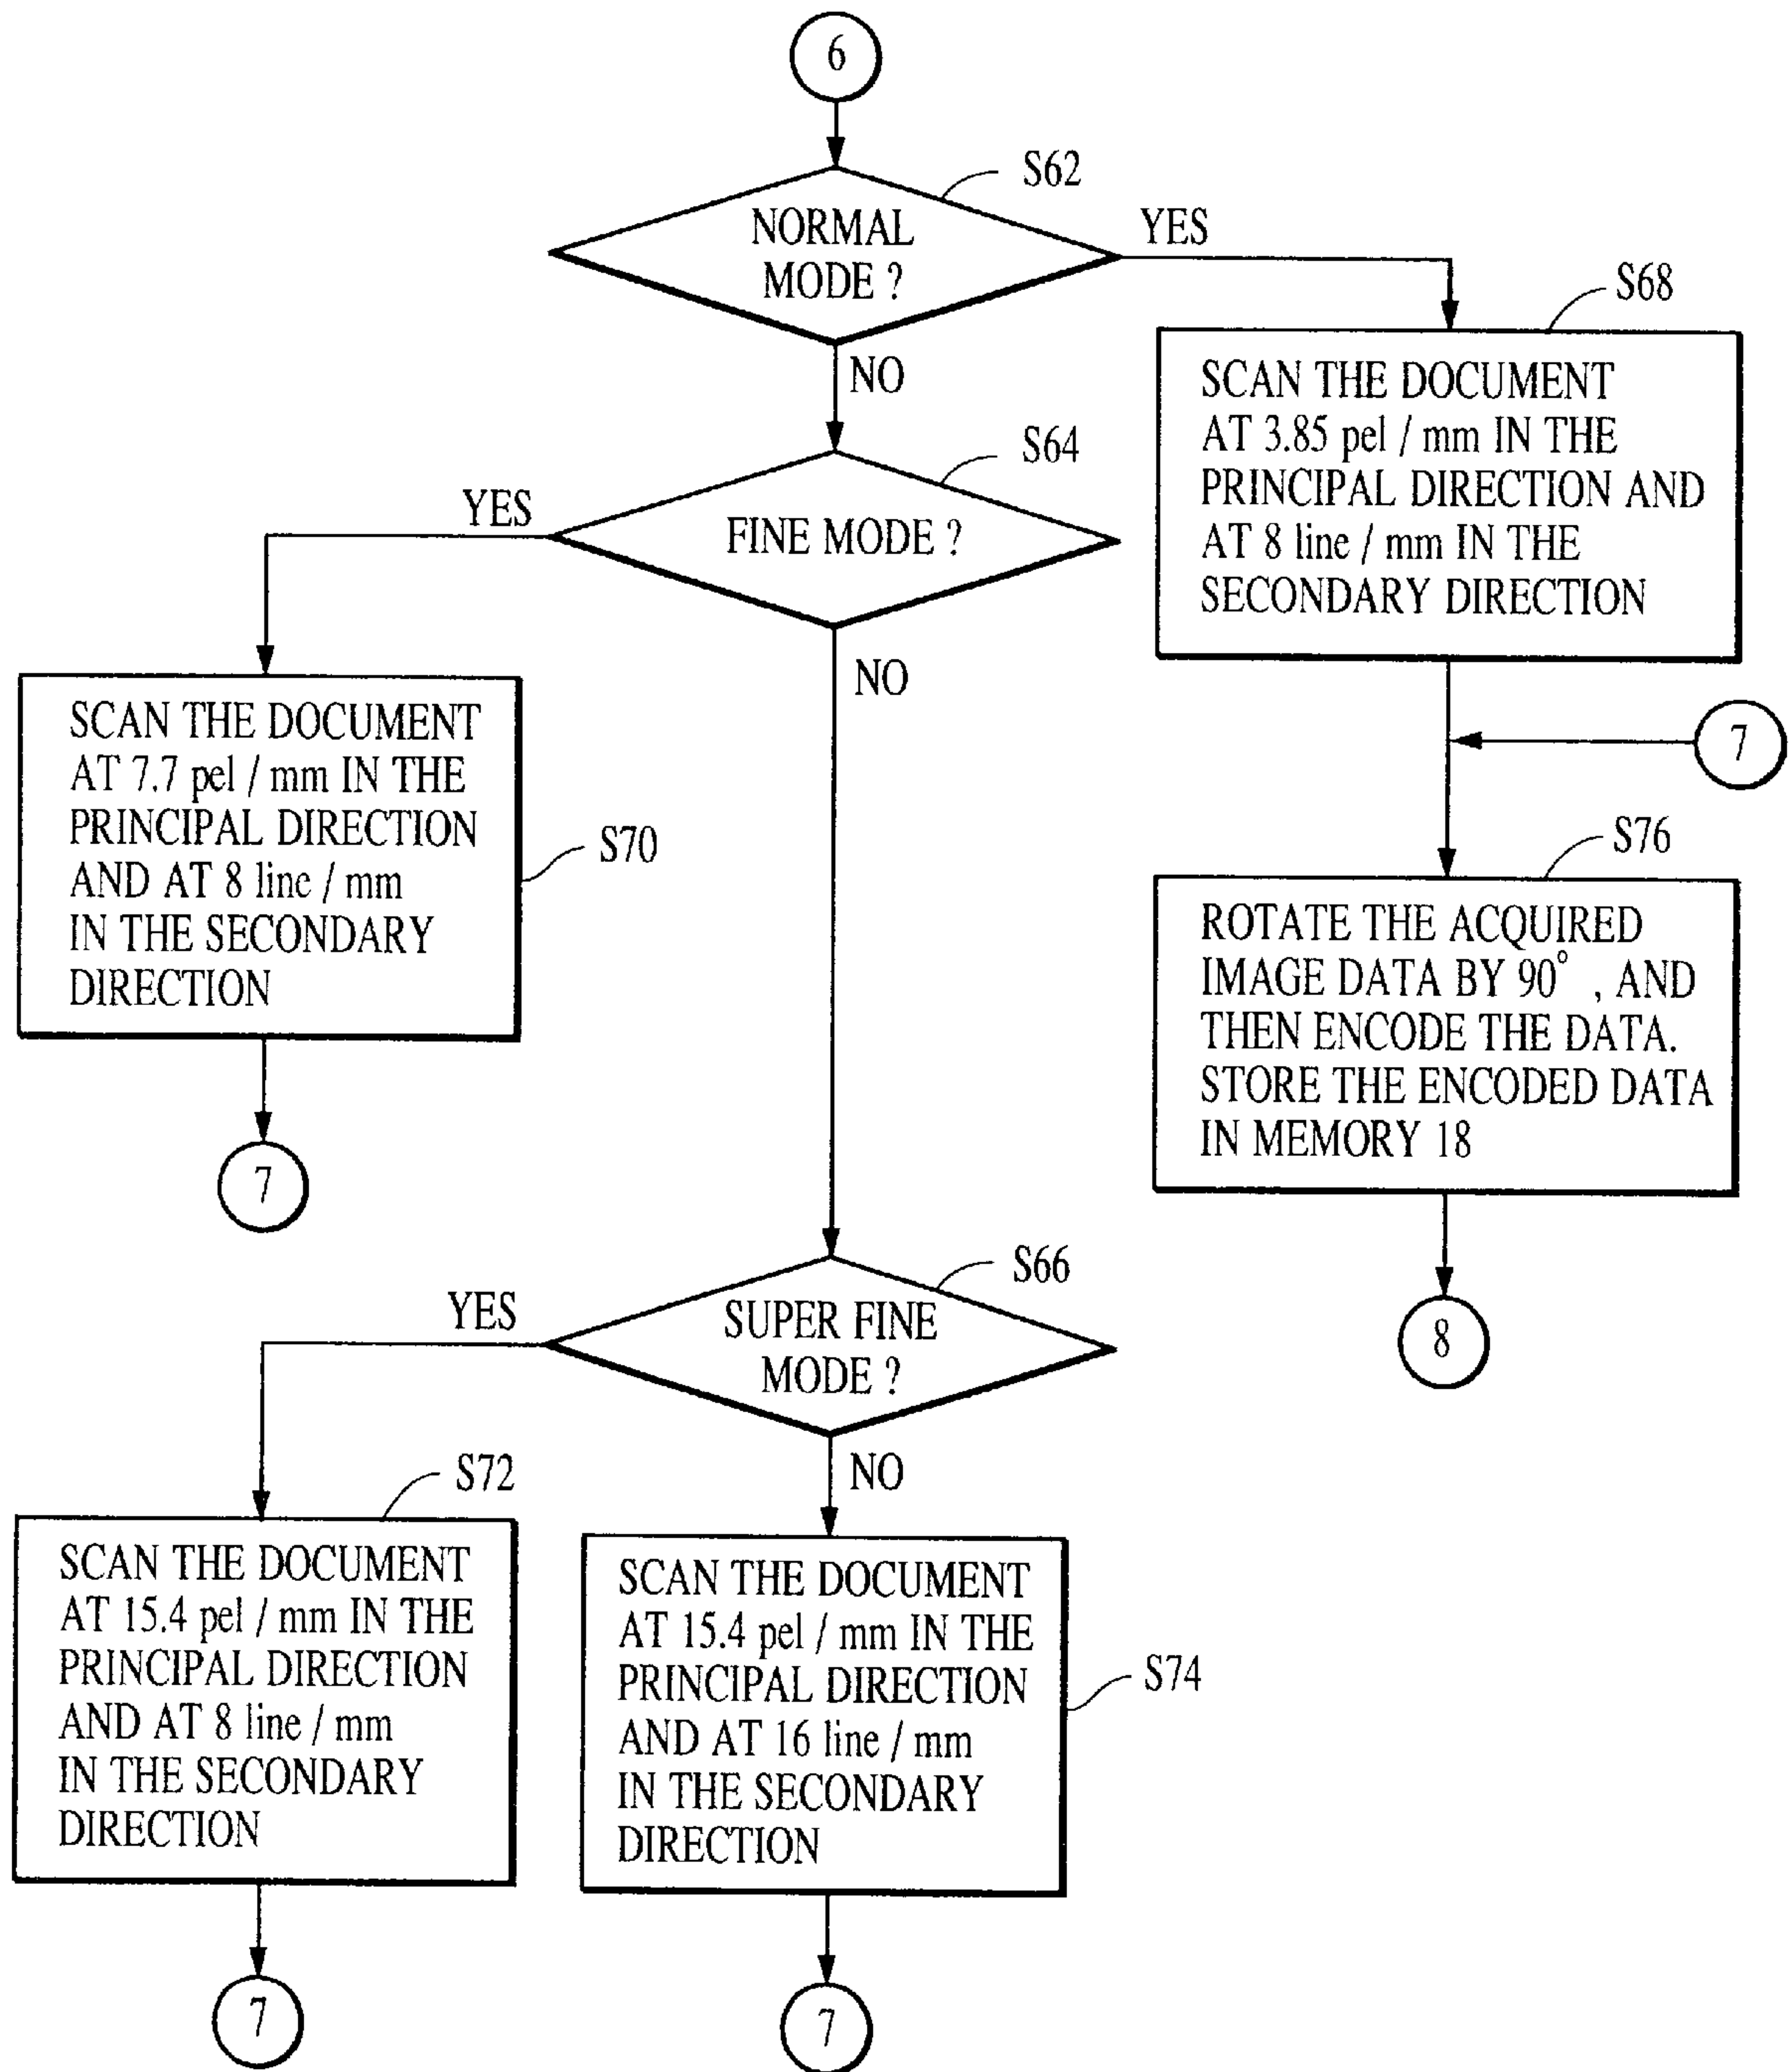 6
S62
NORMAL
MODE ?
YES
NO
S68
SCAN THE DOCUMENT
AT 3.85 pel / mm IN THE
PRINCIPAL DIRECTION AND
AT 8 line / mm IN THE
SECONDARY DIRECTION
S64
FINE MODE ?
YES
NO
SCAN THE DOCUMENT
AT 7.7 pel / mm IN THE
PRINCIPAL DIRECTION
AND AT 8 line / mm
IN THE SECONDARY
DIRECTION
S70
7
7
S76
ROTATE THE ACQUIRED
IMAGE DATA BY 90° , AND
THEN ENCODE THE DATA.
STORE THE ENCODED DATA
IN MEMORY 18
8
S66
SUPER FINE
MODE ?
YES
NO
S72
SCAN THE DOCUMENT
AT 15.4 pel / mm IN THE
PRINCIPAL DIRECTION
AND AT 8 line / mm
IN THE SECONDARY
DIRECTION
7
SCAN THE DOCUMENT
AT 15.4 pel / mm IN THE
PRINCIPAL DIRECTION
AND AT 16 line / mm
IN THE SECONDARY
DIRECTION
S74
7